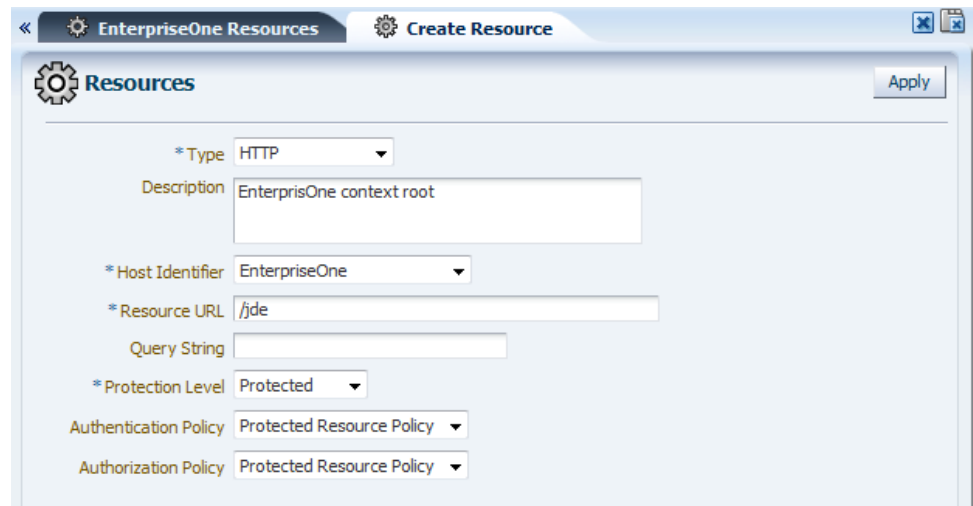 « EnterpriseOne Resources Create Resource
Resources Apply
* Type HTTP
Description EnterprisOne context root
* Host Identifier EnterpriseOne
* Resource URL /jde
Query String
* Protection Level Protected
Authentication Policy Protected Resource Policy
Authorization Policy Protected Resource Policy